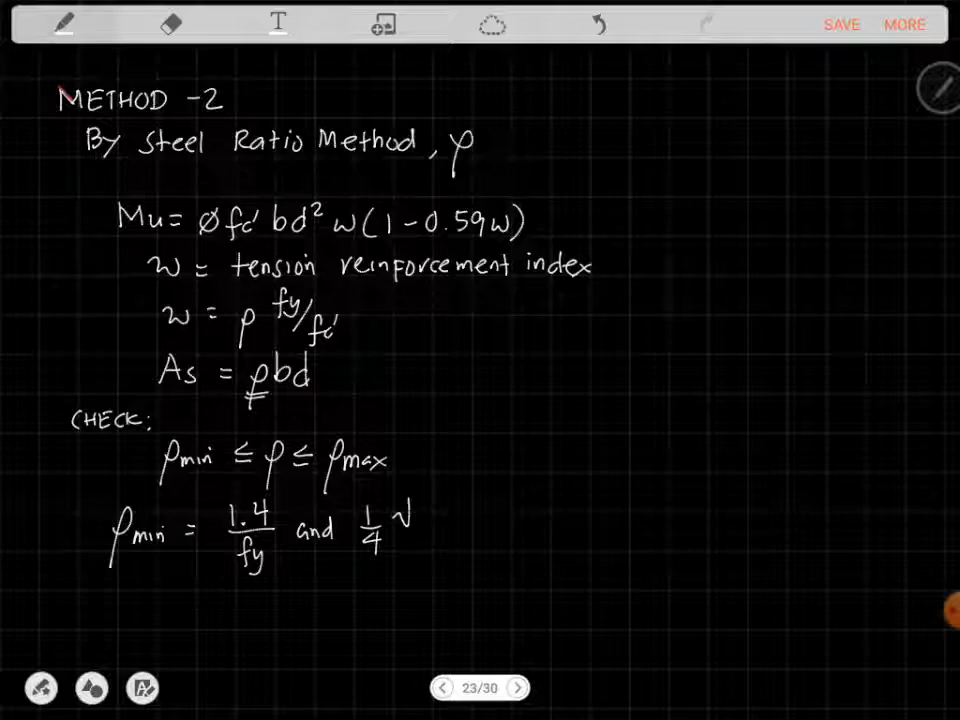 SAVE MORE
METHOD -2
By Steel Ratio Method, ρ
Mu = ø fc' bd² w(1-0.59w)
w = tension reinforcement index
w = ρ fy/fc'
As = ρbd
CHECK:
ρmin ≤ ρ ≤ ρmax
ρmin = 1.4/fy and 1/4 √
23/30